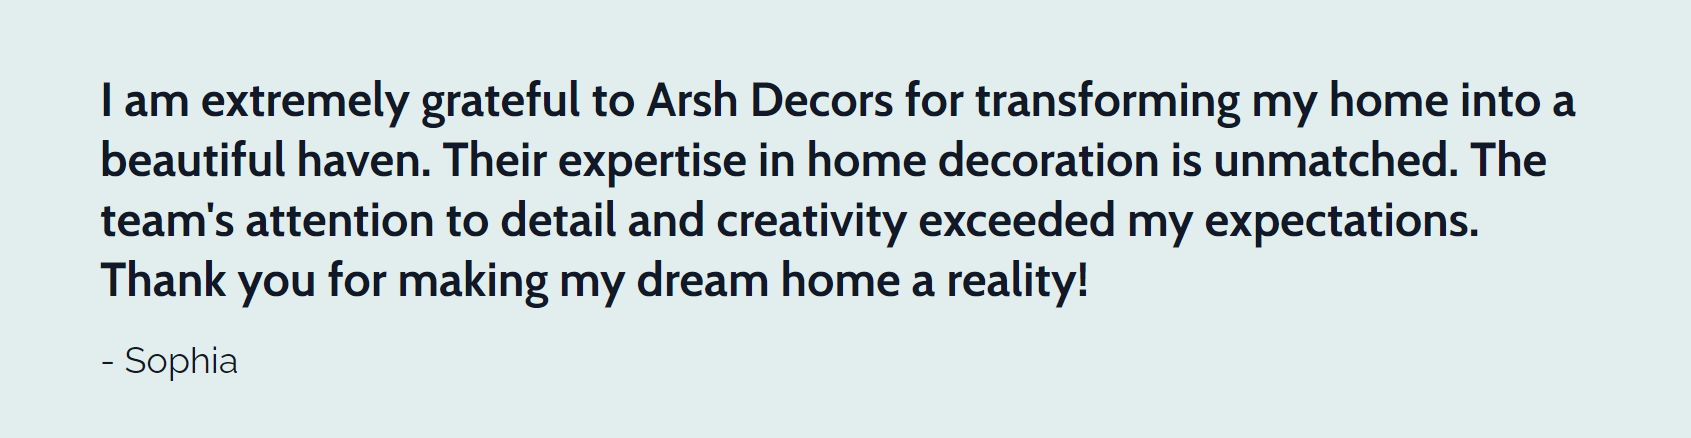 I am extremely grateful to Arsh Decors for transforming my home into a
beautiful haven. Their expertise in home decoration is unmatched. The
team's attention to detail and creativity exceeded my expectations.
Thank you for making my dream home a reality!
- Sophia